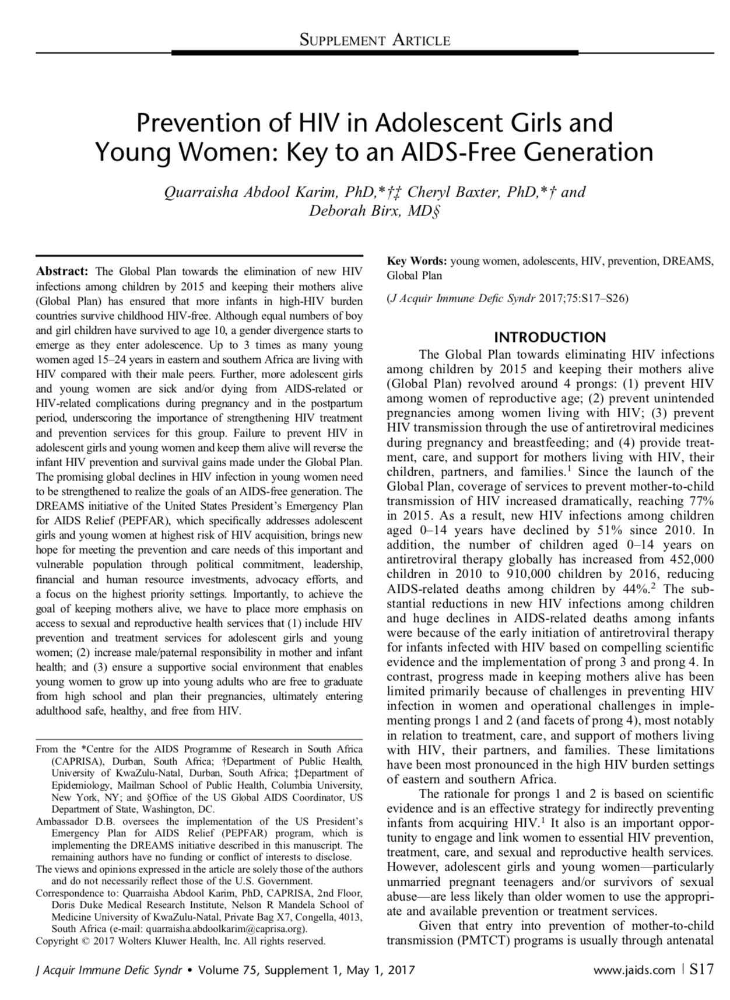 SUPPLEMENT ARTICLE
Prevention of HIV in Adolescent Girls and
Young Women: Key to an AIDS-Free Generation
Quarraisha Abdool Karim, PhD,*†‡ Cheryl Baxter, PhD,*† and
Deborah Birx, MD§
Abstract: The Global Plan towards the elimination of new HIV
infections among children by 2015 and keeping their mothers alive
(Global Plan) has ensured that more infants in high-HIV burden
countries survive childhood HIV-free. Although equal numbers of boy
and girl children have survived to age 10, a gender divergence starts to
emerge as they enter adolescence. Up to 3 times as many young
women aged 15–24 years in eastern and southern Africa are living with
HIV compared with their male peers. Further, more adolescent girls
and young women are sick and/or dying from AIDS-related or
HIV-related complications during pregnancy and in the postpartum
period, underscoring the importance of strengthening HIV treatment
and prevention services for this group. Failure to prevent HIV in
adolescent girls and young women and keep them alive will reverse the
infant HIV prevention and survival gains made under the Global Plan.
The promising global declines in HIV infection in young women need
to be strengthened to realize the goals of an AIDS-free generation. The
DREAMS initiative of the United States President's Emergency Plan
for AIDS Relief (PEPFAR), which specifically addresses adolescent
girls and young women at highest risk of HIV acquisition, brings new
hope for meeting the prevention and care needs of this important and
vulnerable population through political commitment, leadership,
financial and human resource investments, advocacy efforts, and
a focus on the highest priority settings. Importantly, to achieve the
goal of keeping mothers alive, we have to place more emphasis on
access to sexual and reproductive health services that (1) include HIV
prevention and treatment services for adolescent girls and young
women; (2) increase male/paternal responsibility in mother and infant
health; and (3) ensure a supportive social environment that enables
young women to grow up into young adults who are free to graduate
from high school and plan their pregnancies, ultimately entering
adulthood safe, healthy, and free from HIV.
From the *Centre for the AIDS Programme of Research in South Africa
(CAPRISA), Durban, South Africa; †Department of Public Health,
University of KwaZulu-Natal, Durban, South Africa; ‡Department of
Epidemiology, Mailman School of Public Health, Columbia University,
New York, NY; and §Office of the US Global AIDS Coordinator, US
Department of State, Washington, DC.
Ambassador D.B. oversees the implementation of the US President's
Emergency Plan for AIDS Relief (PEPFAR) program, which is
implementing the DREAMS initiative described in this manuscript. The
remaining authors have no funding or conflict of interests to disclose.
The views and opinions expressed in the article are solely those of the authors
and do not necessarily reflect those of the U.S. Government.
Correspondence to: Quarraisha Abdool Karim, PhD, CAPRISA, 2nd Floor,
Doris Duke Medical Research Institute, Nelson R Mandela School of
Medicine University of KwaZulu-Natal, Private Bag X7, Congella, 4013,
South Africa (e-mail: quarraisha.abdoolkarim@caprisa.org).
Copyright © 2017 Wolters Kluwer Health, Inc. All rights reserved.
Key Words: young women, adolescents, HIV, prevention, DREAMS,
Global Plan
(J Acquir Immune Defic Syndr 2017;75:S17–S26)
INTRODUCTION
The Global Plan towards eliminating HIV infections
among children by 2015 and keeping their mothers alive
(Global Plan) revolved around 4 prongs: (1) prevent HIV
among women of reproductive age; (2) prevent unintended
pregnancies among women living with HIV; (3) prevent
HIV transmission through the use of antiretroviral medicines
during pregnancy and breastfeeding; and (4) provide treat-
ment, care, and support for mothers living with HIV, their
children, partners, and families.1 Since the launch of the
Global Plan, coverage of services to prevent mother-to-child
transmission of HIV increased dramatically, reaching 77%
in 2015. As a result, new HIV infections among children
aged 0–14 years have declined by 51% since 2010. In
addition, the number of children aged 0–14 years on
antiretroviral therapy globally has increased from 452,000
children in 2010 to 910,000 children by 2016, reducing
AIDS-related deaths among children by 44%.2 The sub-
stantial reductions in new HIV infections among children
and huge declines in AIDS-related deaths among infants
were because of the early initiation of antiretroviral therapy
for infants infected with HIV based on compelling scientific
evidence and the implementation of prong 3 and prong 4. In
contrast, progress made in keeping mothers alive has been
limited primarily because of challenges in preventing HIV
infection in women and operational challenges in imple-
menting prongs 1 and 2 (and facets of prong 4), most notably
in relation to treatment, care, and support of mothers living
with HIV, their partners, and families. These limitations
have been most pronounced in the high HIV burden settings
of eastern and southern Africa.
The rationale for prongs 1 and 2 is based on scientific
evidence and is an effective strategy for indirectly preventing
infants from acquiring HIV.1 It also is an important oppor-
tunity to engage and link women to essential HIV prevention,
treatment, care, and sexual and reproductive health services.
However, adolescent girls and young women—particularly
unmarried pregnant teenagers and/or survivors of sexual
abuse—are less likely than older women to use the appropri-
ate and available prevention or treatment services.
Given that entry into prevention of mother-to-child
transmission (PMTCT) programs is usually through antenatal
J Acquir Immune Defic Syndr • Volume 75, Supplement 1, May 1, 2017
www.jaids.com | S17